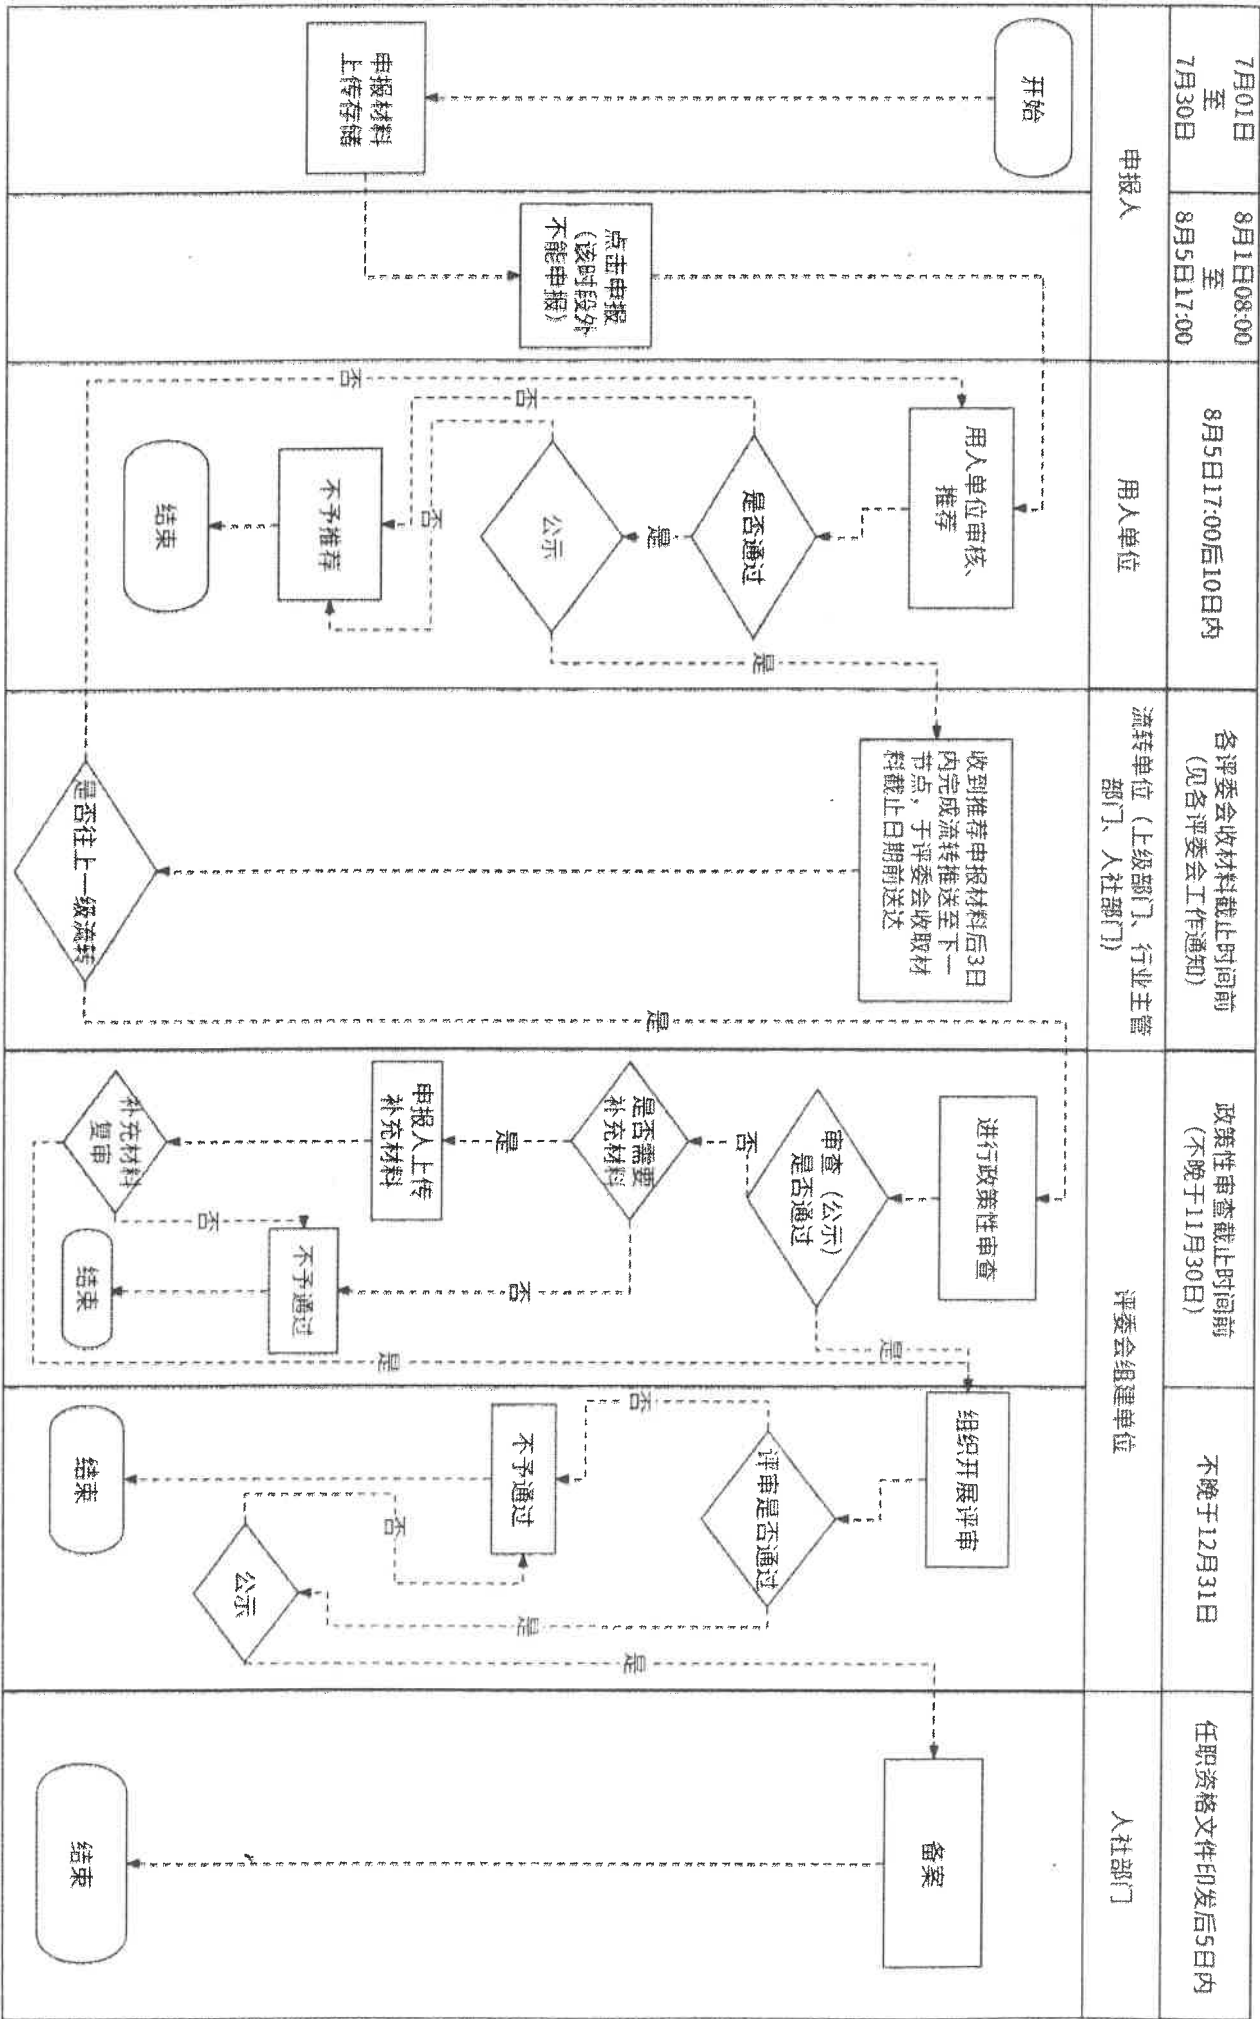 7月01日
至
7月30日
8月1日08:00
至
8月5日17:00
8月5日17:00后10日内
各评委会收材料截止时间前
(见各评委会工作通知)
政策性审查截止时间前
(不晚于11月30日)
不晚于12月31日
任职资格文件印发后5日内
申报人
用人单位
流转单位（上级部门、行业主管
部门、人社部门）
评委会组建单位
人社部门
开始
申报材料
上传存储
点击申报
(该时段外
不能申报)
用人单位审核、
推荐
是否通过
是
否
公示
否
是
不予推荐
结束
收到推荐申报材料后3日
内完成流转推送至下一
节点，于评委会收取材
料截止日期前送达
是否往上一级流转
否
是
进行政策性审查
审查（公示）
是否通过
否
是
是否需要
补充材料
是
否
申报人上传
补充材料
补充材料
复审
否
是
不予通过
结束
组织开展评审
评审是否通过
否
是
不予通过
结束
公示
否
是
备案
结束